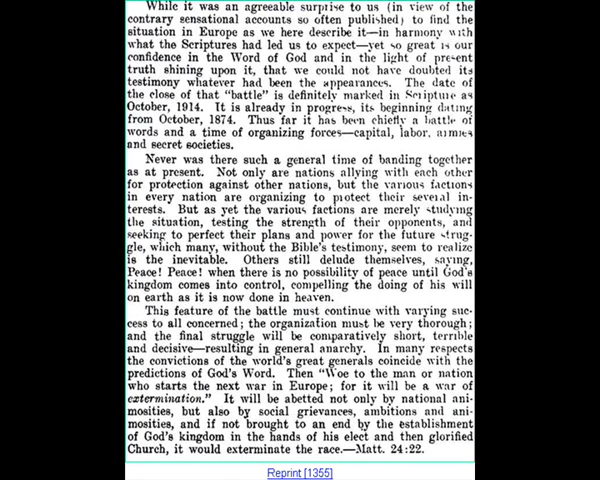 While it was an agreeable surprise to us (in view of the
contrary sensational accounts so often published) to find the
situation in Europe as we here describe it—in harmony with
what the Scriptures had led us to expect—yet so great is our
confidence in the Word of God and in the light of present
truth shining upon it, that we could not have doubted its
testimony whatever had been the appearances. The date of
the close of that "battle" is definitely marked in Scripture as
October, 1914. It is already in progress, its beginning dating
from October, 1874. Thus far it has been chiefly a battle of
words and a time of organizing forces—capital, labor, armies
and secret societies.
Never was there such a general time of banding together
as at present. Not only are nations allying with each other
for protection against other nations, but the various factions
in every nation are organizing to protect their several in-
terests. But as yet the various factions are merely studying
the situation, testing the strength of their opponents, and
seeking to perfect their plans and power for the future strug-
gle, which many, without the Bible's testimony, seem to realize
is the inevitable. Others still delude themselves, saying,
Peace! Peace! when there is no possibility of peace until God's
kingdom comes into control, compelling the doing of his will
on earth as it is now done in heaven.
This feature of the battle must continue with varying suc-
cess to all concerned; the organization must be very thorough;
and the final struggle will be comparatively short, terrible
and decisive—resulting in general anarchy. In many respects
the convictions of the world's great generals coincide with the
predictions of God's Word. Then "Woe to the man or nation
who starts the next war in Europe; for it will be a war of
extermination." It will be abetted not only by national ani-
mosities, but also by social grievances, ambitions and ani-
mosities, and if not brought to an end by the establishment
of God's kingdom in the hands of his elect and then glorified
Church, it would exterminate the race.—Matt. 24:22.
Reprint [1355]